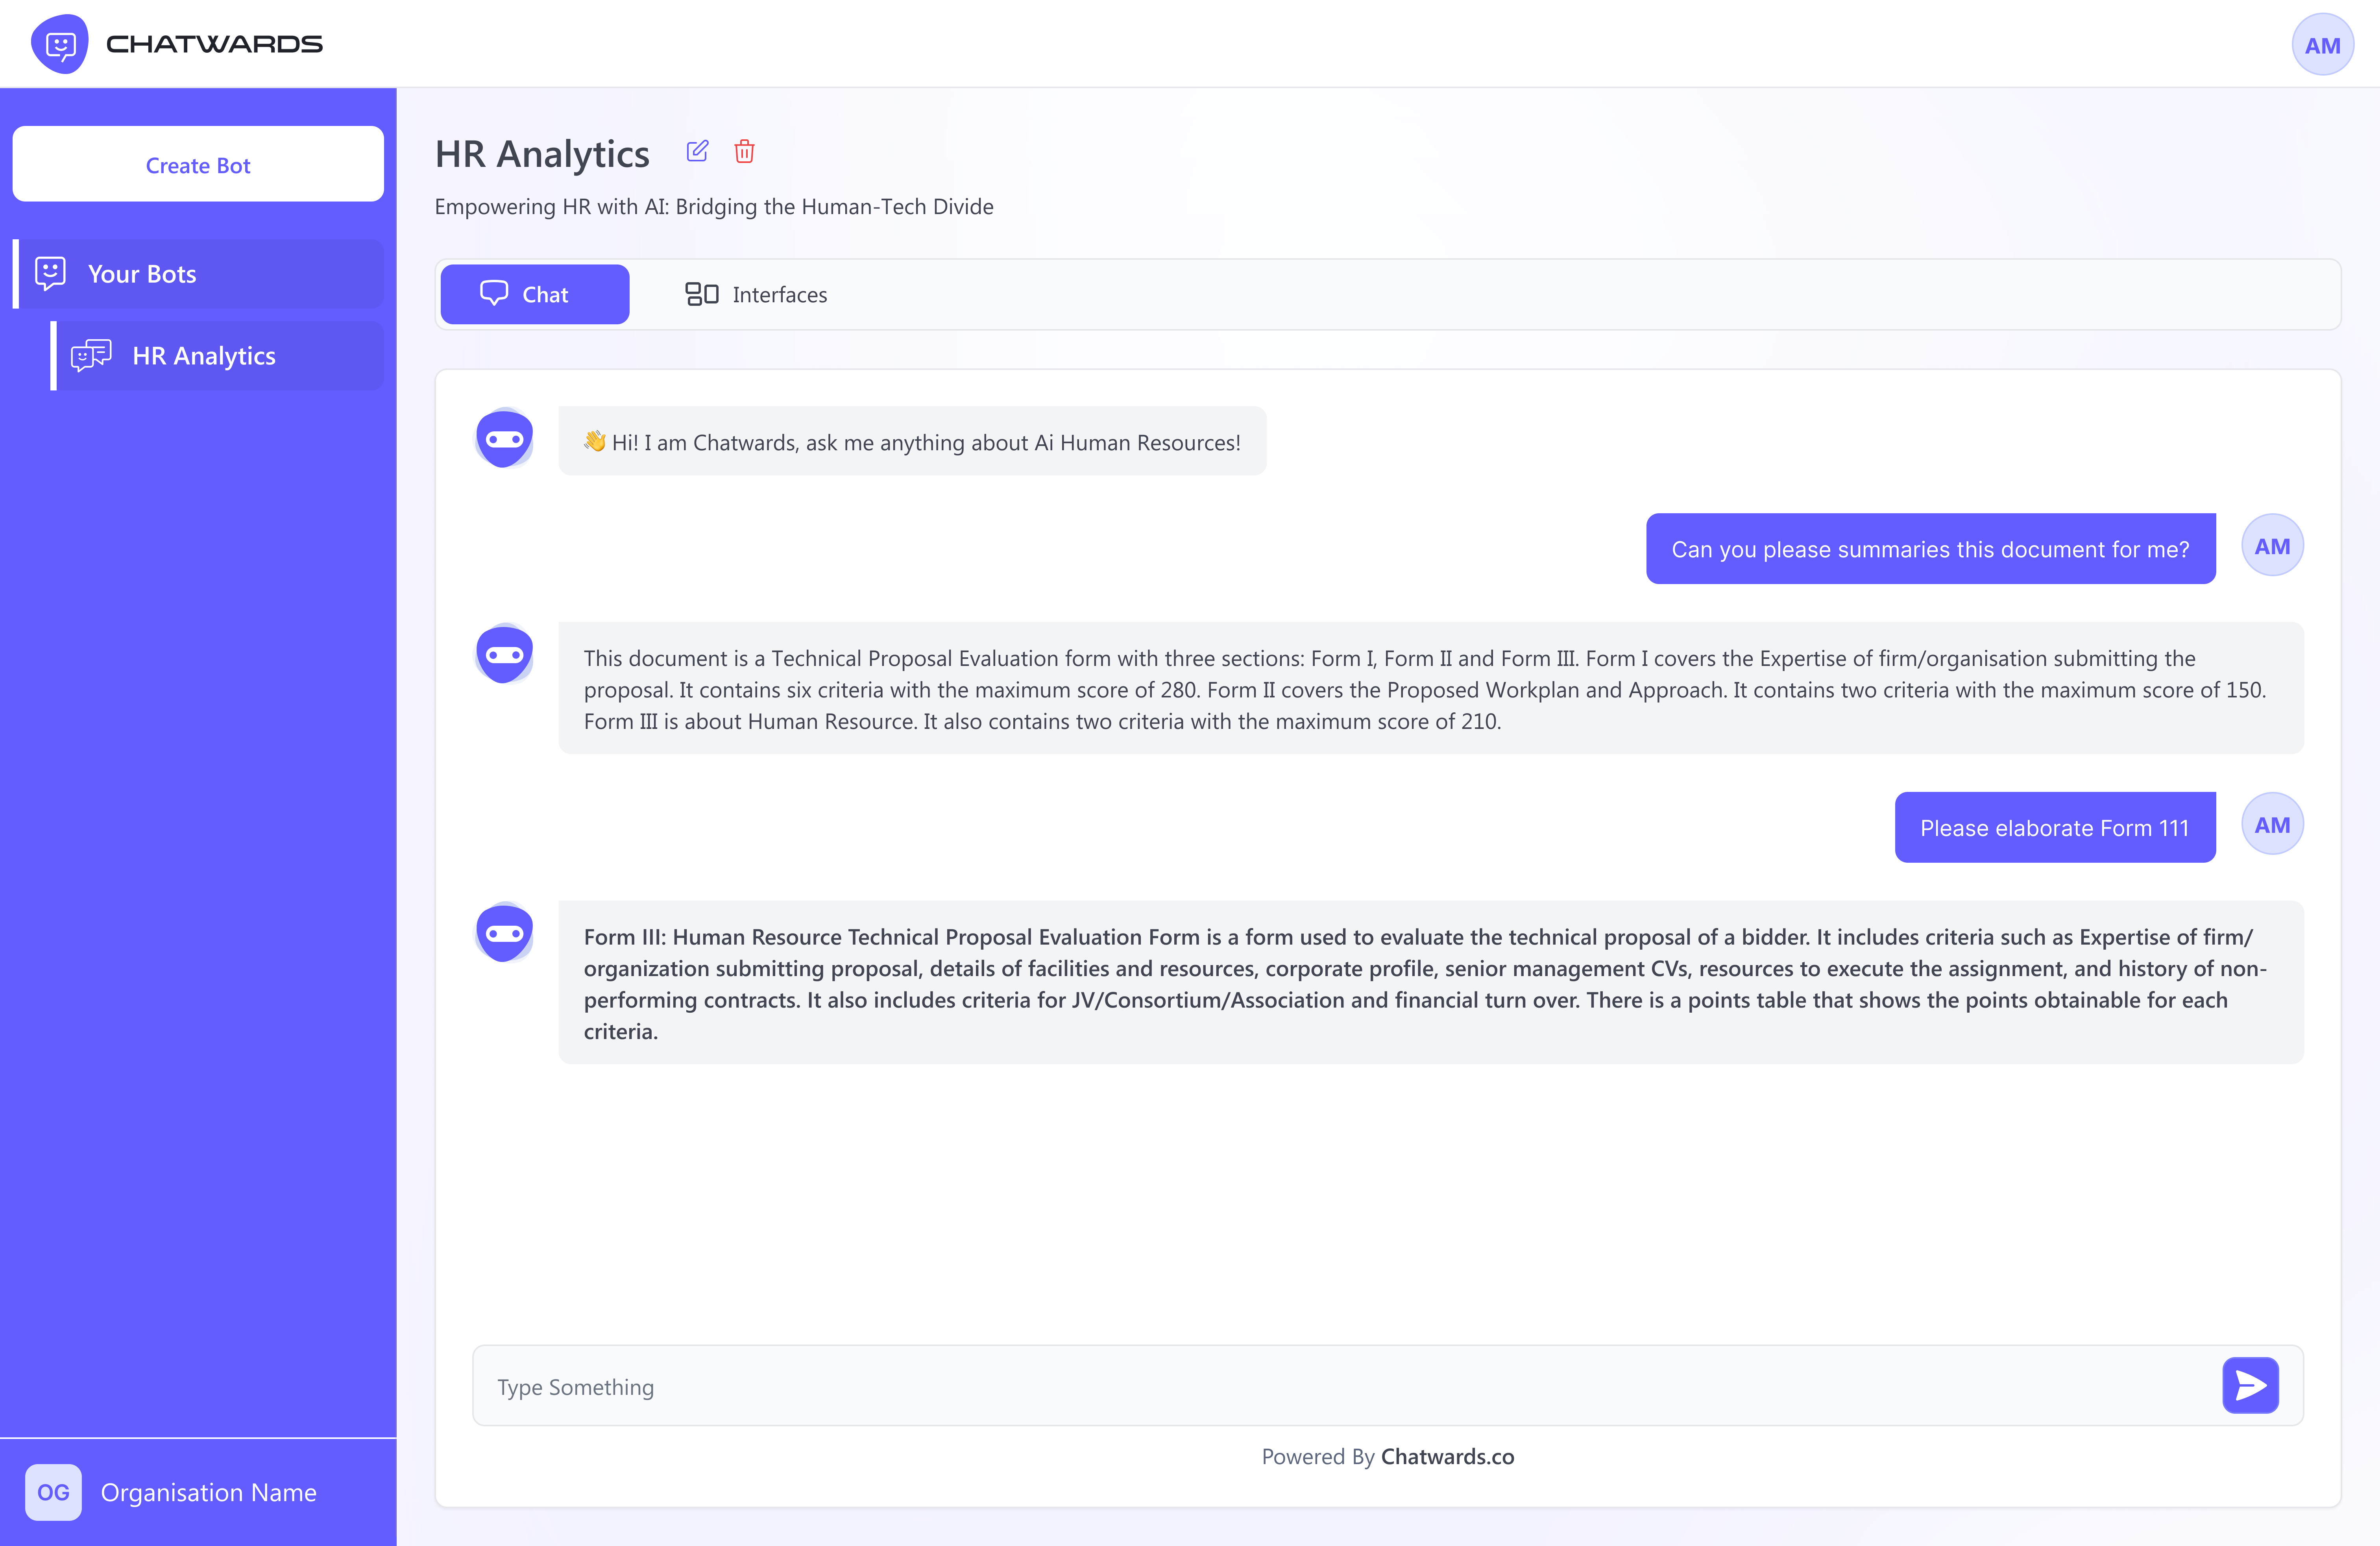 CHATWARDS
AM
Create Bot
Your Bots
HR Analytics
HR Analytics
Empowering HR with AI: Bridging the Human-Tech Divide
Chat
Interfaces
👋 Hi! I am Chatwards, ask me anything about Ai Human Resources!
Can you please summaries this document for me?
AM
This document is a Technical Proposal Evaluation form with three sections: Form I, Form II and Form III. Form I covers the Expertise of firm/organisation submitting the
proposal. It contains six criteria with the maximum score of 280. Form II covers the Proposed Workplan and Approach. It contains two criteria with the maximum score of 150.
Form III is about Human Resource. It also contains two criteria with the maximum score of 210.
Please elaborate Form 111
AM
Form III: Human Resource Technical Proposal Evaluation Form is a form used to evaluate the technical proposal of a bidder. It includes criteria such as Expertise of firm/
organization submitting proposal, details of facilities and resources, corporate profile, senior management CVs, resources to execute the assignment, and history of non-
performing contracts. It also includes criteria for JV/Consortium/Association and financial turn over. There is a points table that shows the points obtainable for each
criteria.
Type Something
Powered By Chatwards.co
OG
Organisation Name